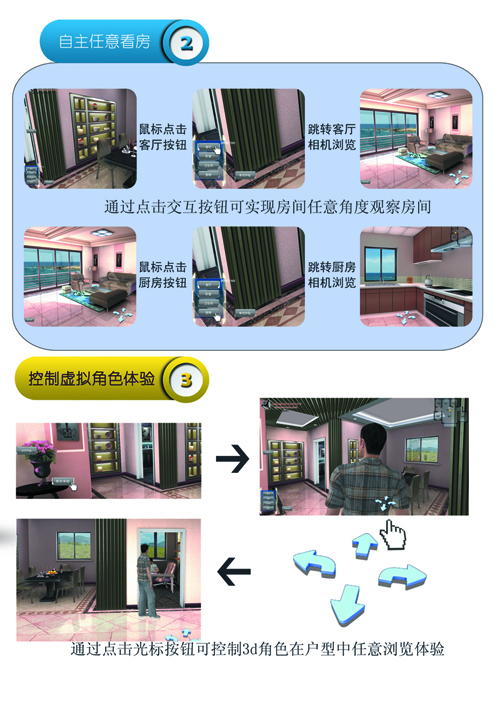 自主任意看房
2
鼠标点击
客厅按钮
跳转客厅
相机浏览
通过点击交互按钮可实现房间任意角度观察房间
鼠标点击
厨房按钮
跳转厨房
相机浏览
控制虚拟角色体验
3
通过点击光标按钮可控制3d角色在户型中任意浏览体验